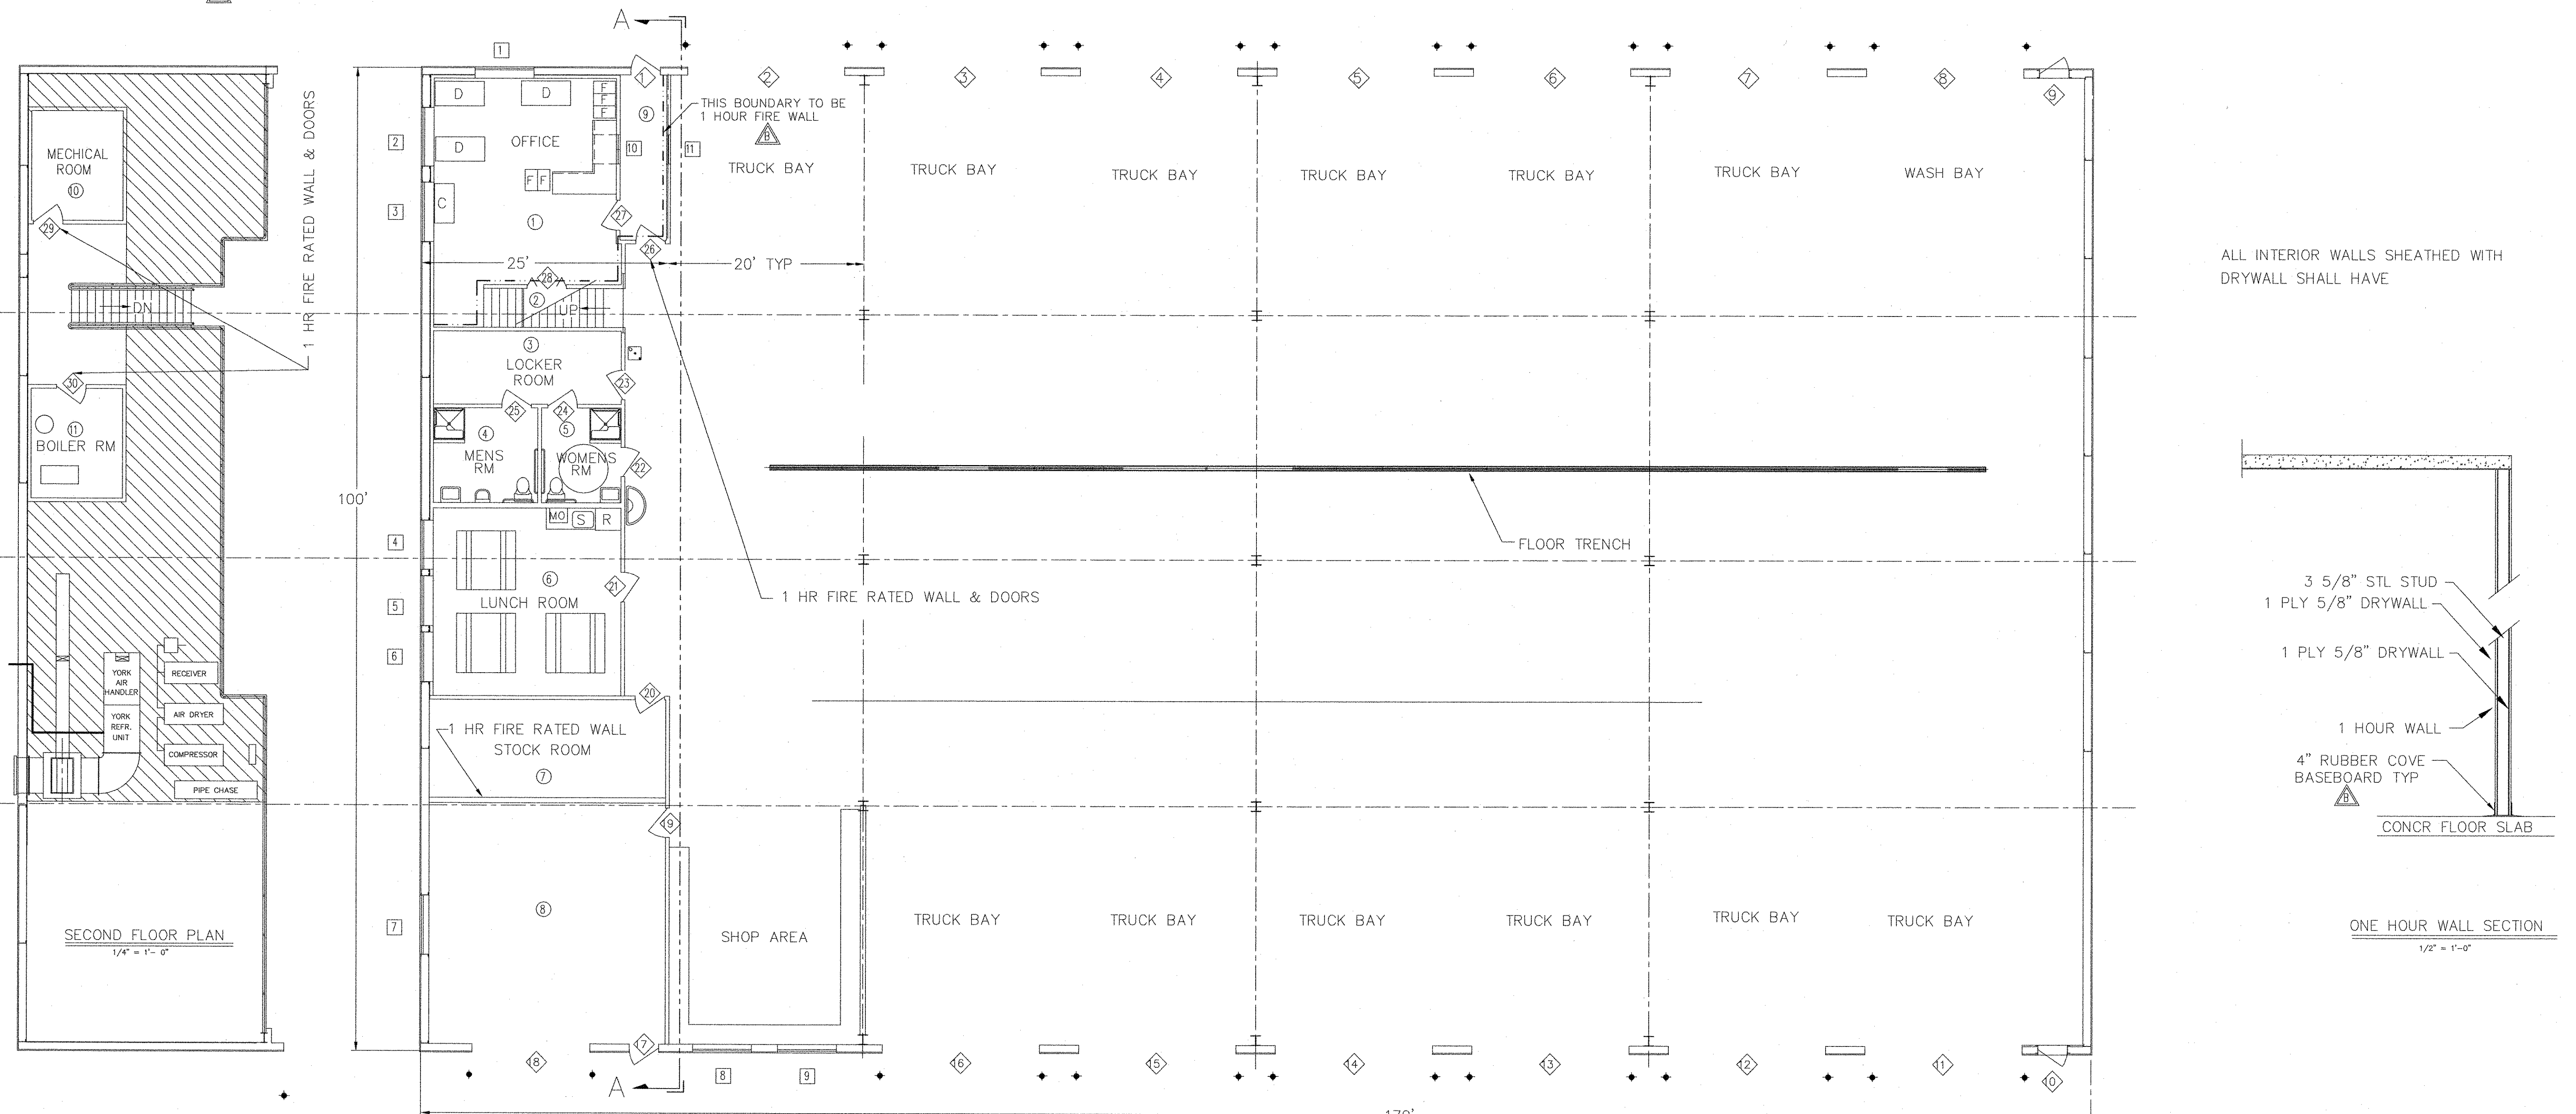 A
1
1
2
3
4
5
6
7
8
9
D
D
F
F
F
9
THIS BOUNDARY TO BE
1 HOUR FIRE WALL
B
2
D
OFFICE
10
11
TRUCK BAY
TRUCK BAY
TRUCK BAY
TRUCK BAY
TRUCK BAY
TRUCK BAY
WASH BAY
1 HR FIRE RATED WALL & DOORS
MECHICAL
ROOM
10
29
F F
C
3
1
27
26
25'
28
20' TYP
2
UP
DN
ALL INTERIOR WALLS SHEATHED WITH
DRYWALL SHALL HAVE
3
LOCKER
ROOM
23
30
25
24
11
BOILER RM
4
5
MENS
RM
WOMENS
RM
22
100'
MO
S
R
4
FLOOR TRENCH
6
21
5
LUNCH ROOM
1 HR FIRE RATED WALL & DOORS
3 5/8" STL STUD
1 PLY 5/8" DRYWALL
1 PLY 5/8" DRYWALL
1 HOUR WALL
4" RUBBER COVE
BASEBOARD TYP
B
CONCR FLOOR SLAB
6
YORK
AIR
HANDLER
RECEIVER
20
YORK
REFR.
UNIT
AIR DRYER
COMPRESSOR
PIPE CHASE
1 HR FIRE RATED WALL
STOCK ROOM
7
19
7
8
SHOP AREA
TRUCK BAY
TRUCK BAY
TRUCK BAY
TRUCK BAY
TRUCK BAY
TRUCK BAY
SECOND FLOOR PLAN
1/4" = 1'- 0"
ONE HOUR WALL SECTION
1/2" = 1'-0"
18
17
16
15
14
13
12
11
10
A
8
9